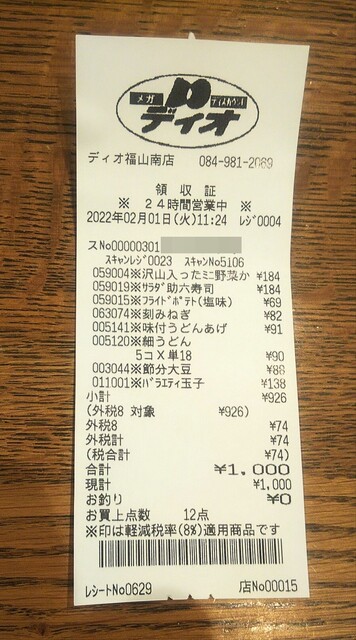 メガ ディスカウント
ディオ
ディオ福山南店 084-981-2069
領収証
※ 24時間営業中 ※
2022年02月01日(火)11:24 ﾚｼﾞ0004
スNo00000301
ｽｷｬﾝﾚｼﾞ0023 ｽｷｬﾝNo5106
059004※沢山入ったﾐﾆ野菜か ¥184
059019※ｻﾗﾀﾞ助六寿司 ¥184
059015※ﾌﾗｲﾄﾞﾎﾟﾃﾄ(塩味) ¥69
063074※刻みねぎ ¥82
005141※味付うどんあげ ¥91
005120※細うどん
5コ X 単18 ¥90
003044※節分大豆 ¥88
011001※ﾊﾞﾗｴﾃｨ玉子 ¥138
小計 ¥926
(外税8 対象 ¥926)
外税8 ¥74
外税計 ¥74
(税合計 ¥74)
合計 ¥1,000
現計 ¥1,000
お釣り ¥0
お買上点数 12点
※印は軽減税率(8%)適用商品です
ﾚｼｰﾄNo0629 店No00015